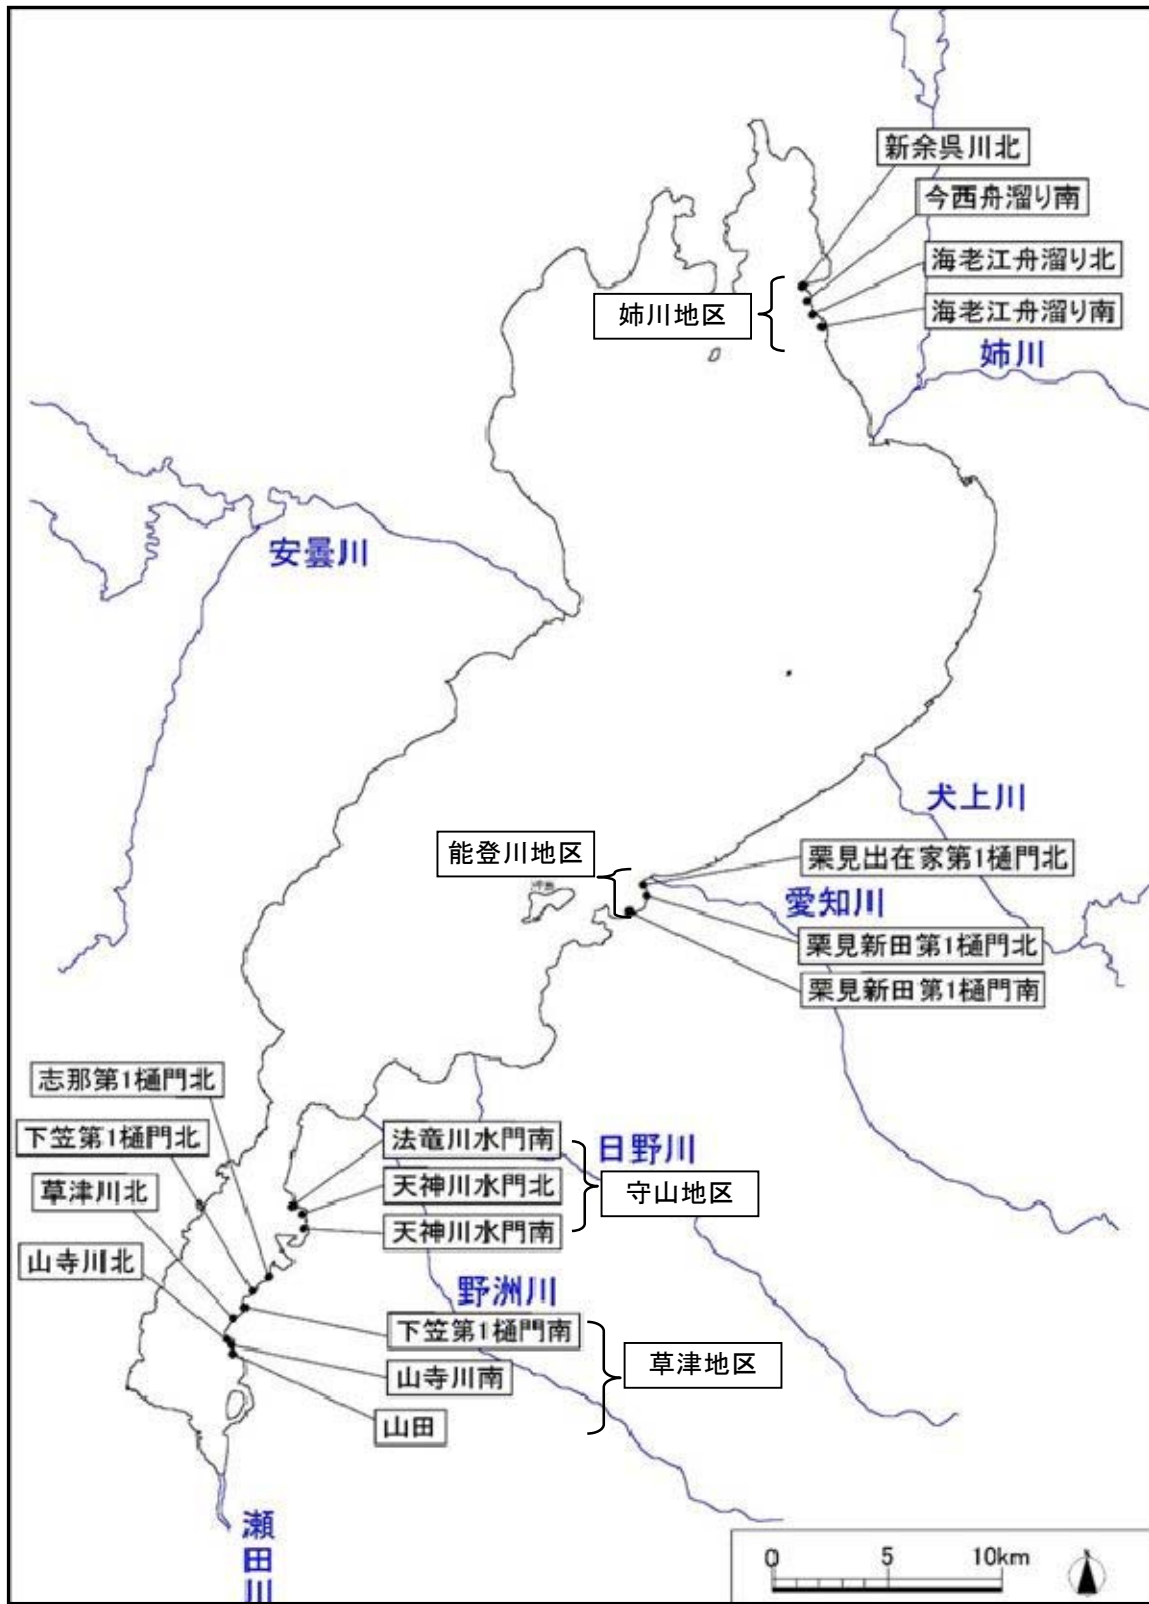 新余呉川北
今西舟溜り南
海老江舟溜り北
姉川地区
海老江舟溜り南
姉川
安曇川
犬上川
能登川地区
栗見出在家第1樋門北
愛知川
栗見新田第1樋門北
栗見新田第1樋門南
志那第1樋門北
下笠第1樋門北
法竜川水門南
日野川
草津川北
天神川水門北
守山地区
天神川水門南
山寺川北
野洲川
下笠第1樋門南
草津地区
山寺川南
山田
瀬田川
0 5 10km